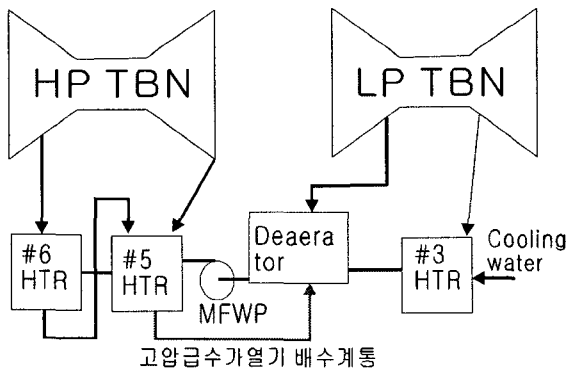 HP TBN
LP TBN
#6
HTR
#5
HTR
MFWP
Deaera
tor
#3
HTR
Cooling
water
고압급수가열기 배수계통